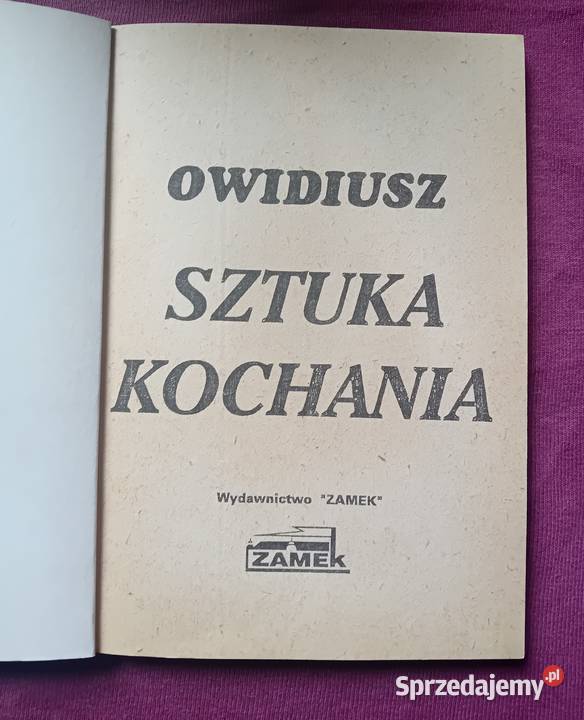 OWIDIUSZ
SZTUKA
KOCHANIA
Wydawnictwo "ZAMEK"
ZAMEK
Sprzedajemy.pl